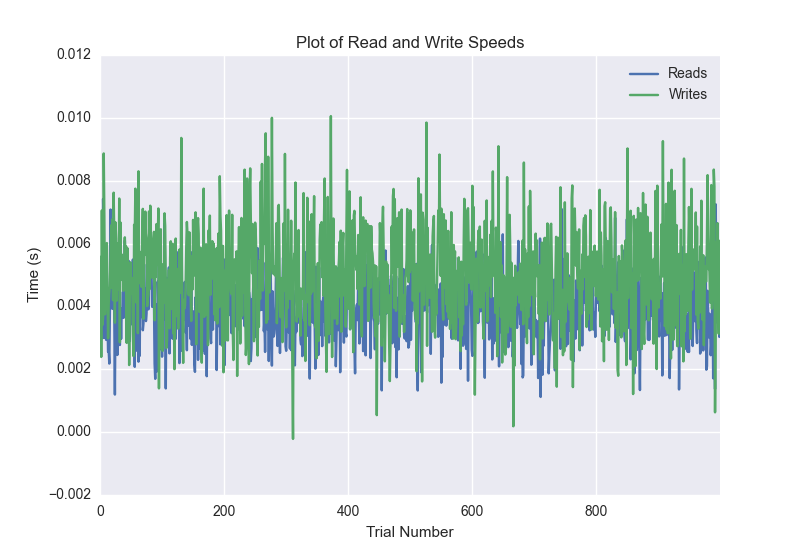 Plot of Read and Write Speeds
0.012
0.010
0.008
0.006
0.004
0.002
0.000
−0.002
Time (s)
Reads
Writes
0 200 400 600 800
Trial Number